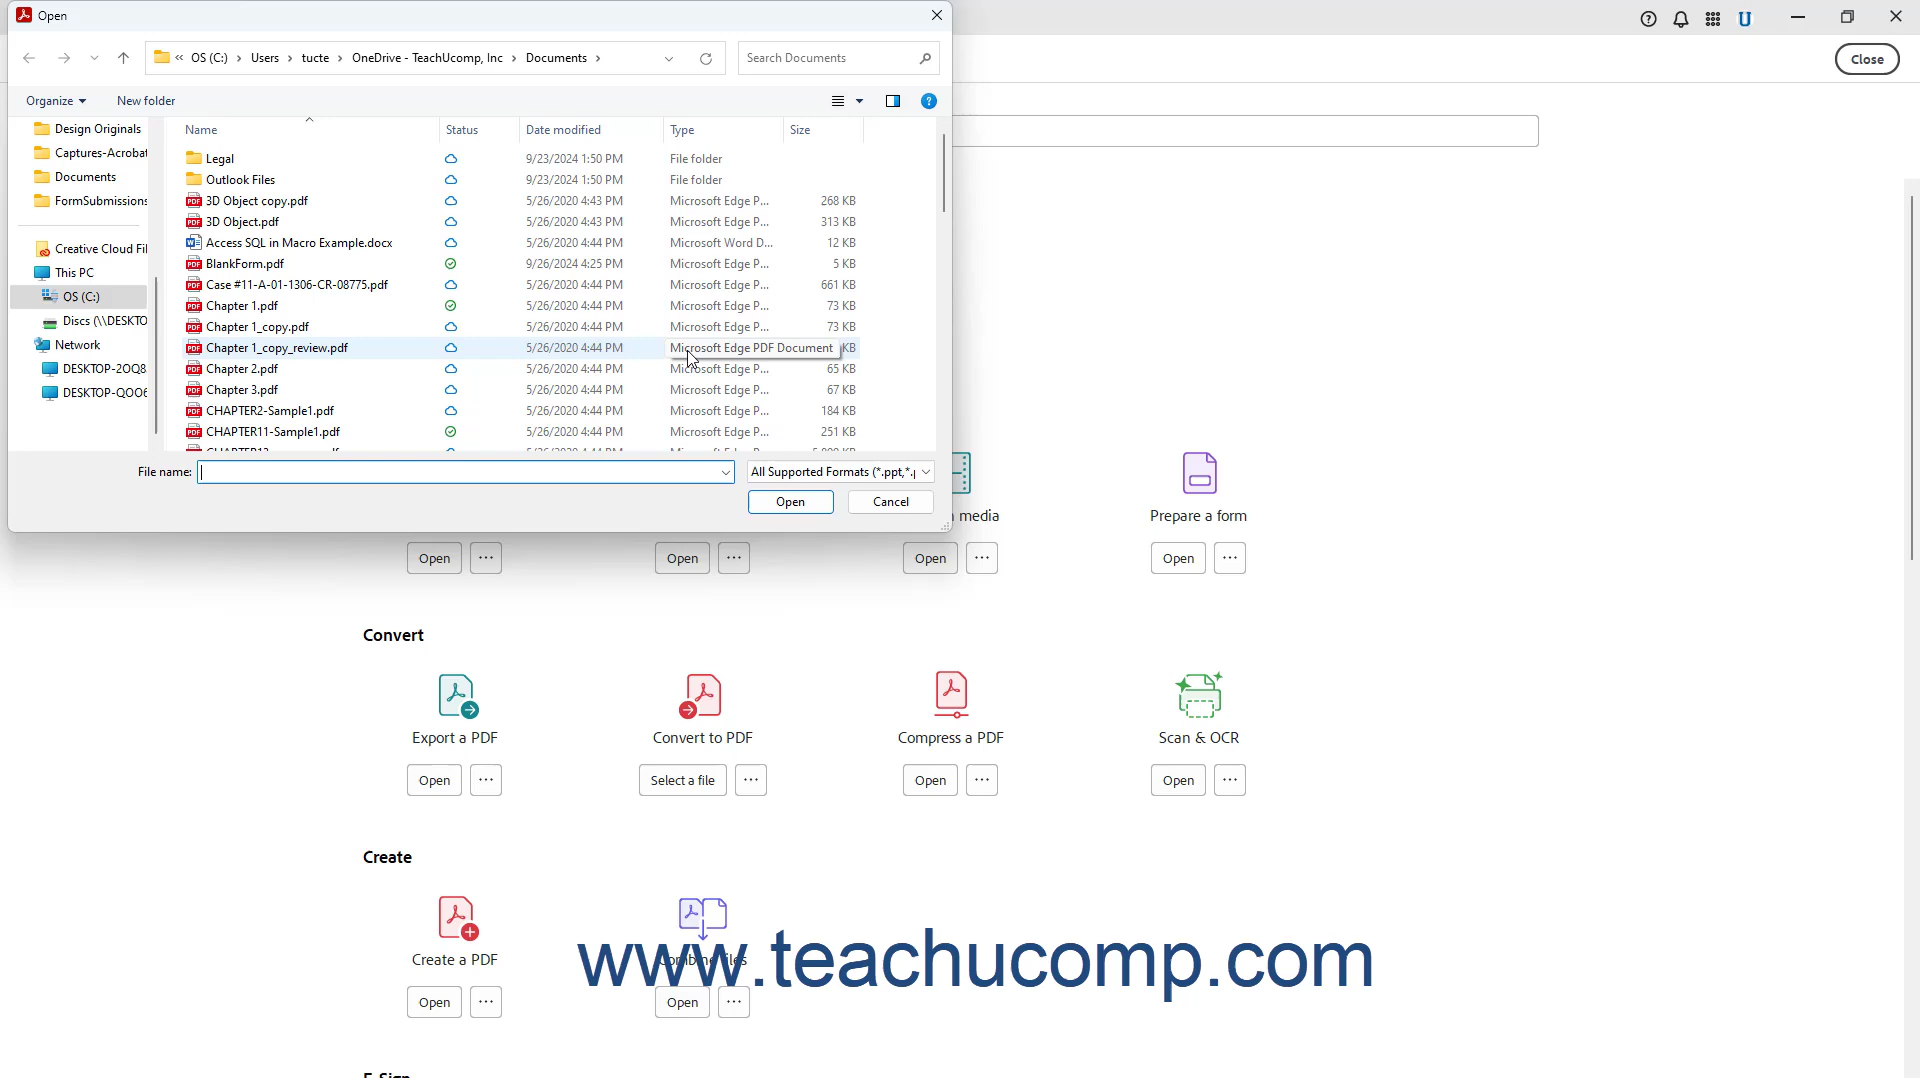 Open
« OS (C:) > Users > tucte > OneDrive - TeachUcomp, Inc > Documents >
Search Documents
Close
Organize
New folder
Name
Status
Date modified
Type
Size
Design Originals
Captures-Acrobat
Documents
FormSubmissions
Creative Cloud Fil
This PC
OS (C:)
Discs (\\DESKTO
Network
DESKTOP-2OQ8
DESKTOP-QOO6
Legal 9/23/2024 1:50 PM File folder
Outlook Files 9/23/2024 1:50 PM File folder
3D Object copy.pdf 5/26/2020 4:43 PM Microsoft Edge P... 268 KB
3D Object.pdf 5/26/2020 4:43 PM Microsoft Edge P... 313 KB
Access SQL in Macro Example.docx 5/26/2020 4:44 PM Microsoft Word D... 12 KB
BlankForm.pdf 9/26/2024 4:25 PM Microsoft Edge P... 5 KB
Case #11-A-01-1306-CR-08775.pdf 5/26/2020 4:44 PM Microsoft Edge P... 661 KB
Chapter 1.pdf 5/26/2020 4:44 PM Microsoft Edge P... 73 KB
Chapter 1_copy.pdf 5/26/2020 4:44 PM Microsoft Edge P... 73 KB
Chapter 1_copy_review.pdf 5/26/2020 4:44 PM Microsoft Edge PDF Document KB
Chapter 2.pdf 5/26/2020 4:44 PM Microsoft Edge P... 65 KB
Chapter 3.pdf 5/26/2020 4:44 PM Microsoft Edge P... 67 KB
CHAPTER2-Sample1.pdf 5/26/2020 4:44 PM Microsoft Edge P... 184 KB
CHAPTER11-Sample1.pdf 5/26/2020 4:44 PM Microsoft Edge P... 251 KB
File name:
All Supported Formats (*.ppt,*.p
Open
Cancel
media
Prepare a form
Open ... Open ... Open ... Open ...
Convert
Export a PDF
Convert to PDF
Compress a PDF
Scan & OCR
Open ... Select a file ... Open ... Open ...
Create
Create a PDF
Combine files
www.teachucomp.com
Open ... Open ...
E-Sign